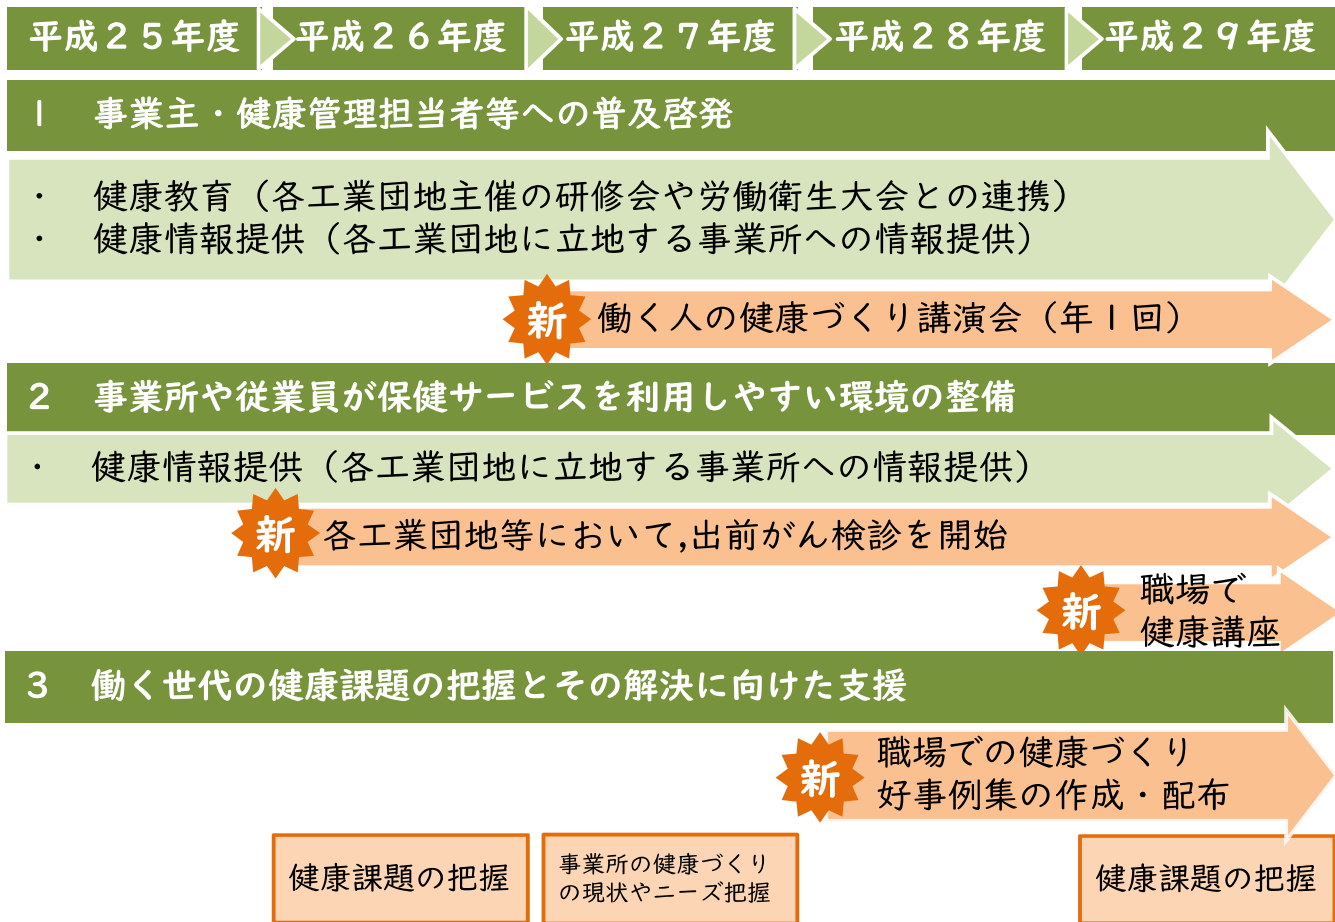 平成２５年度 平成２６年度 平成２７年度 平成２８年度 平成２９年度
１　事業主・健康管理担当者等への普及啓発
・　健康教育（各工業団地主催の研修会や労働衛生大会との連携）
・　健康情報提供（各工業団地に立地する事業所への情報提供）
新 働く人の健康づくり講演会（年１回）
２　事業所や従業員が保健サービスを利用しやすい環境の整備
・　健康情報提供（各工業団地に立地する事業所への情報提供）
新 各工業団地等において,出前がん検診を開始
新 職場で
健康講座
３　働く世代の健康課題の把握とその解決に向けた支援
新 職場での健康づくり
好事例集の作成・配布
健康課題の把握
事業所の健康づくり
の現状やニーズ把握
健康課題の把握